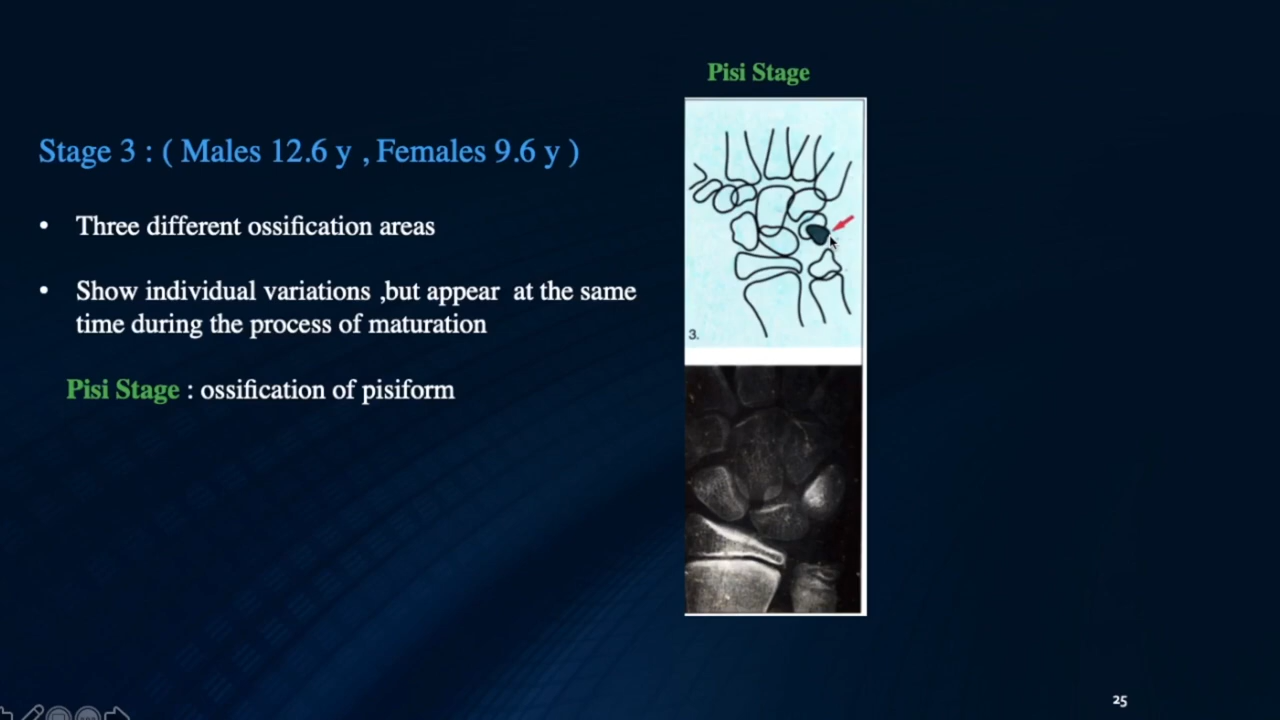 Pisi Stage
Stage 3 : ( Males 12.6 y , Females 9.6 y )
• Three different ossification areas
• Show individual variations ,but appear at the same
time during the process of maturation
Pisi Stage : ossification of pisiform
3.
25